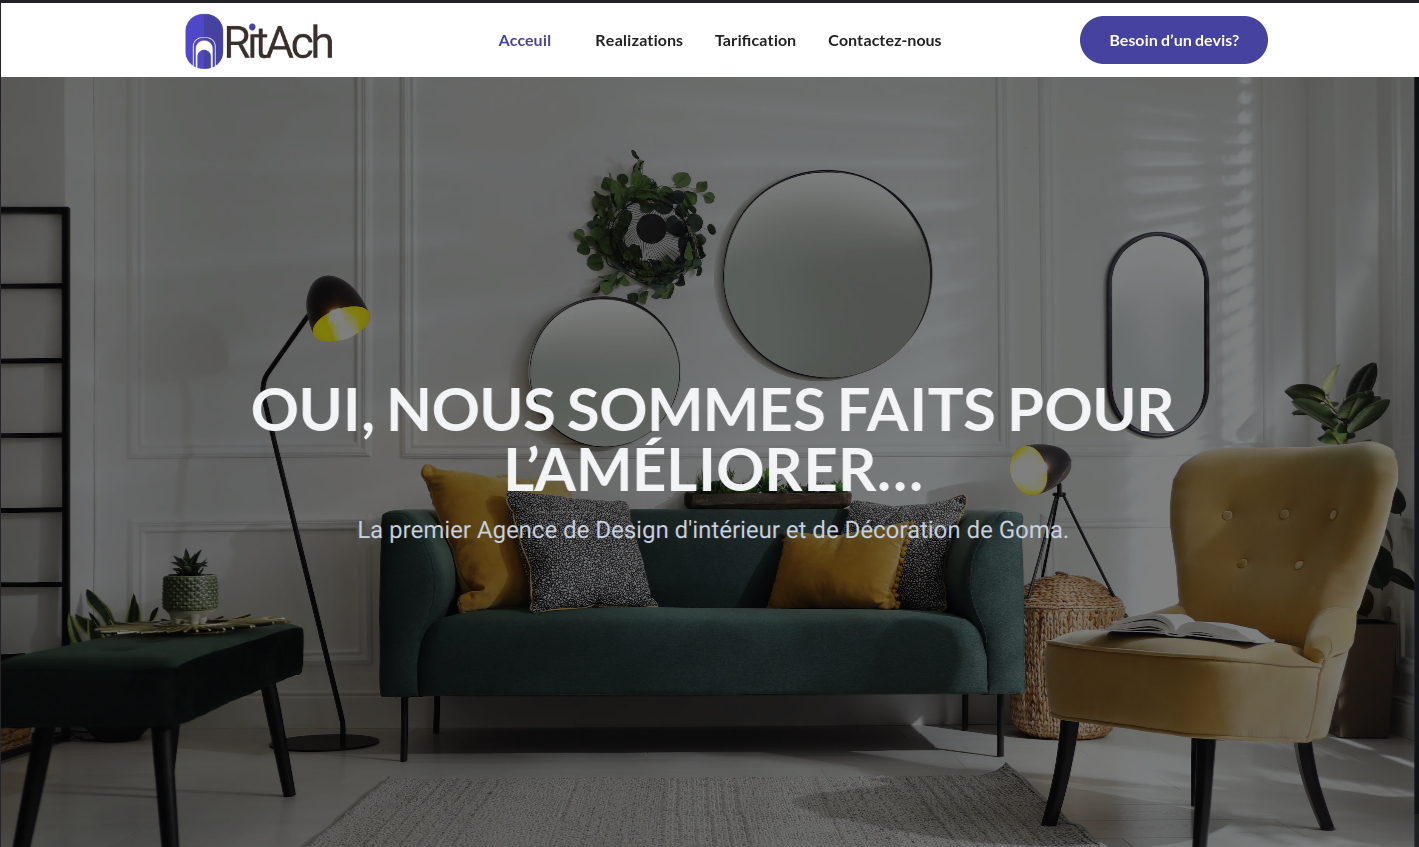 RitAch
Acceuil Realizations Tarification Contactez-nous Besoin d’un devis?
OUI, NOUS SOMMES FAITS POUR
L’AMÉLIORER...
La premier Agence de Design d'intérieur et de Décoration de Goma.